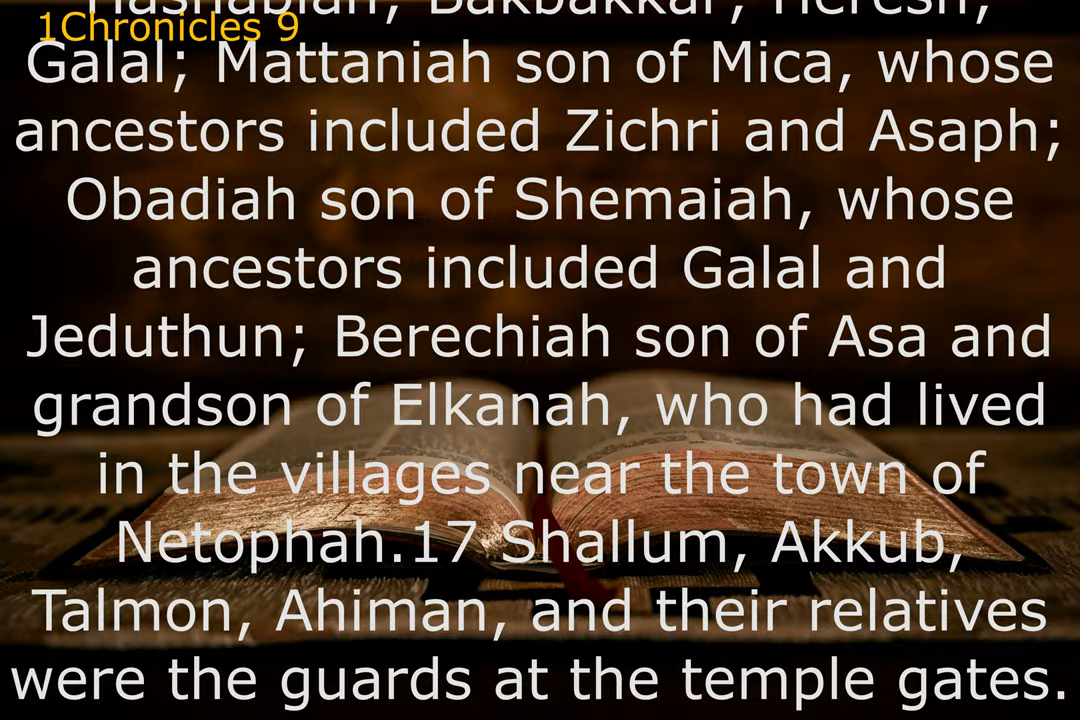 Hashabiah, Bakbakkar, Heresh,
1Chronicles 9
Galal; Mattaniah son of Mica, whose
ancestors included Zichri and Asaph;
Obadiah son of Shemaiah, whose
ancestors included Galal and
Jeduthun; Berechiah son of Asa and
grandson of Elkanah, who had lived
in the villages near the town of
Netophah.17 Shallum, Akkub,
Talmon, Ahiman, and their relatives
were the guards at the temple gates.